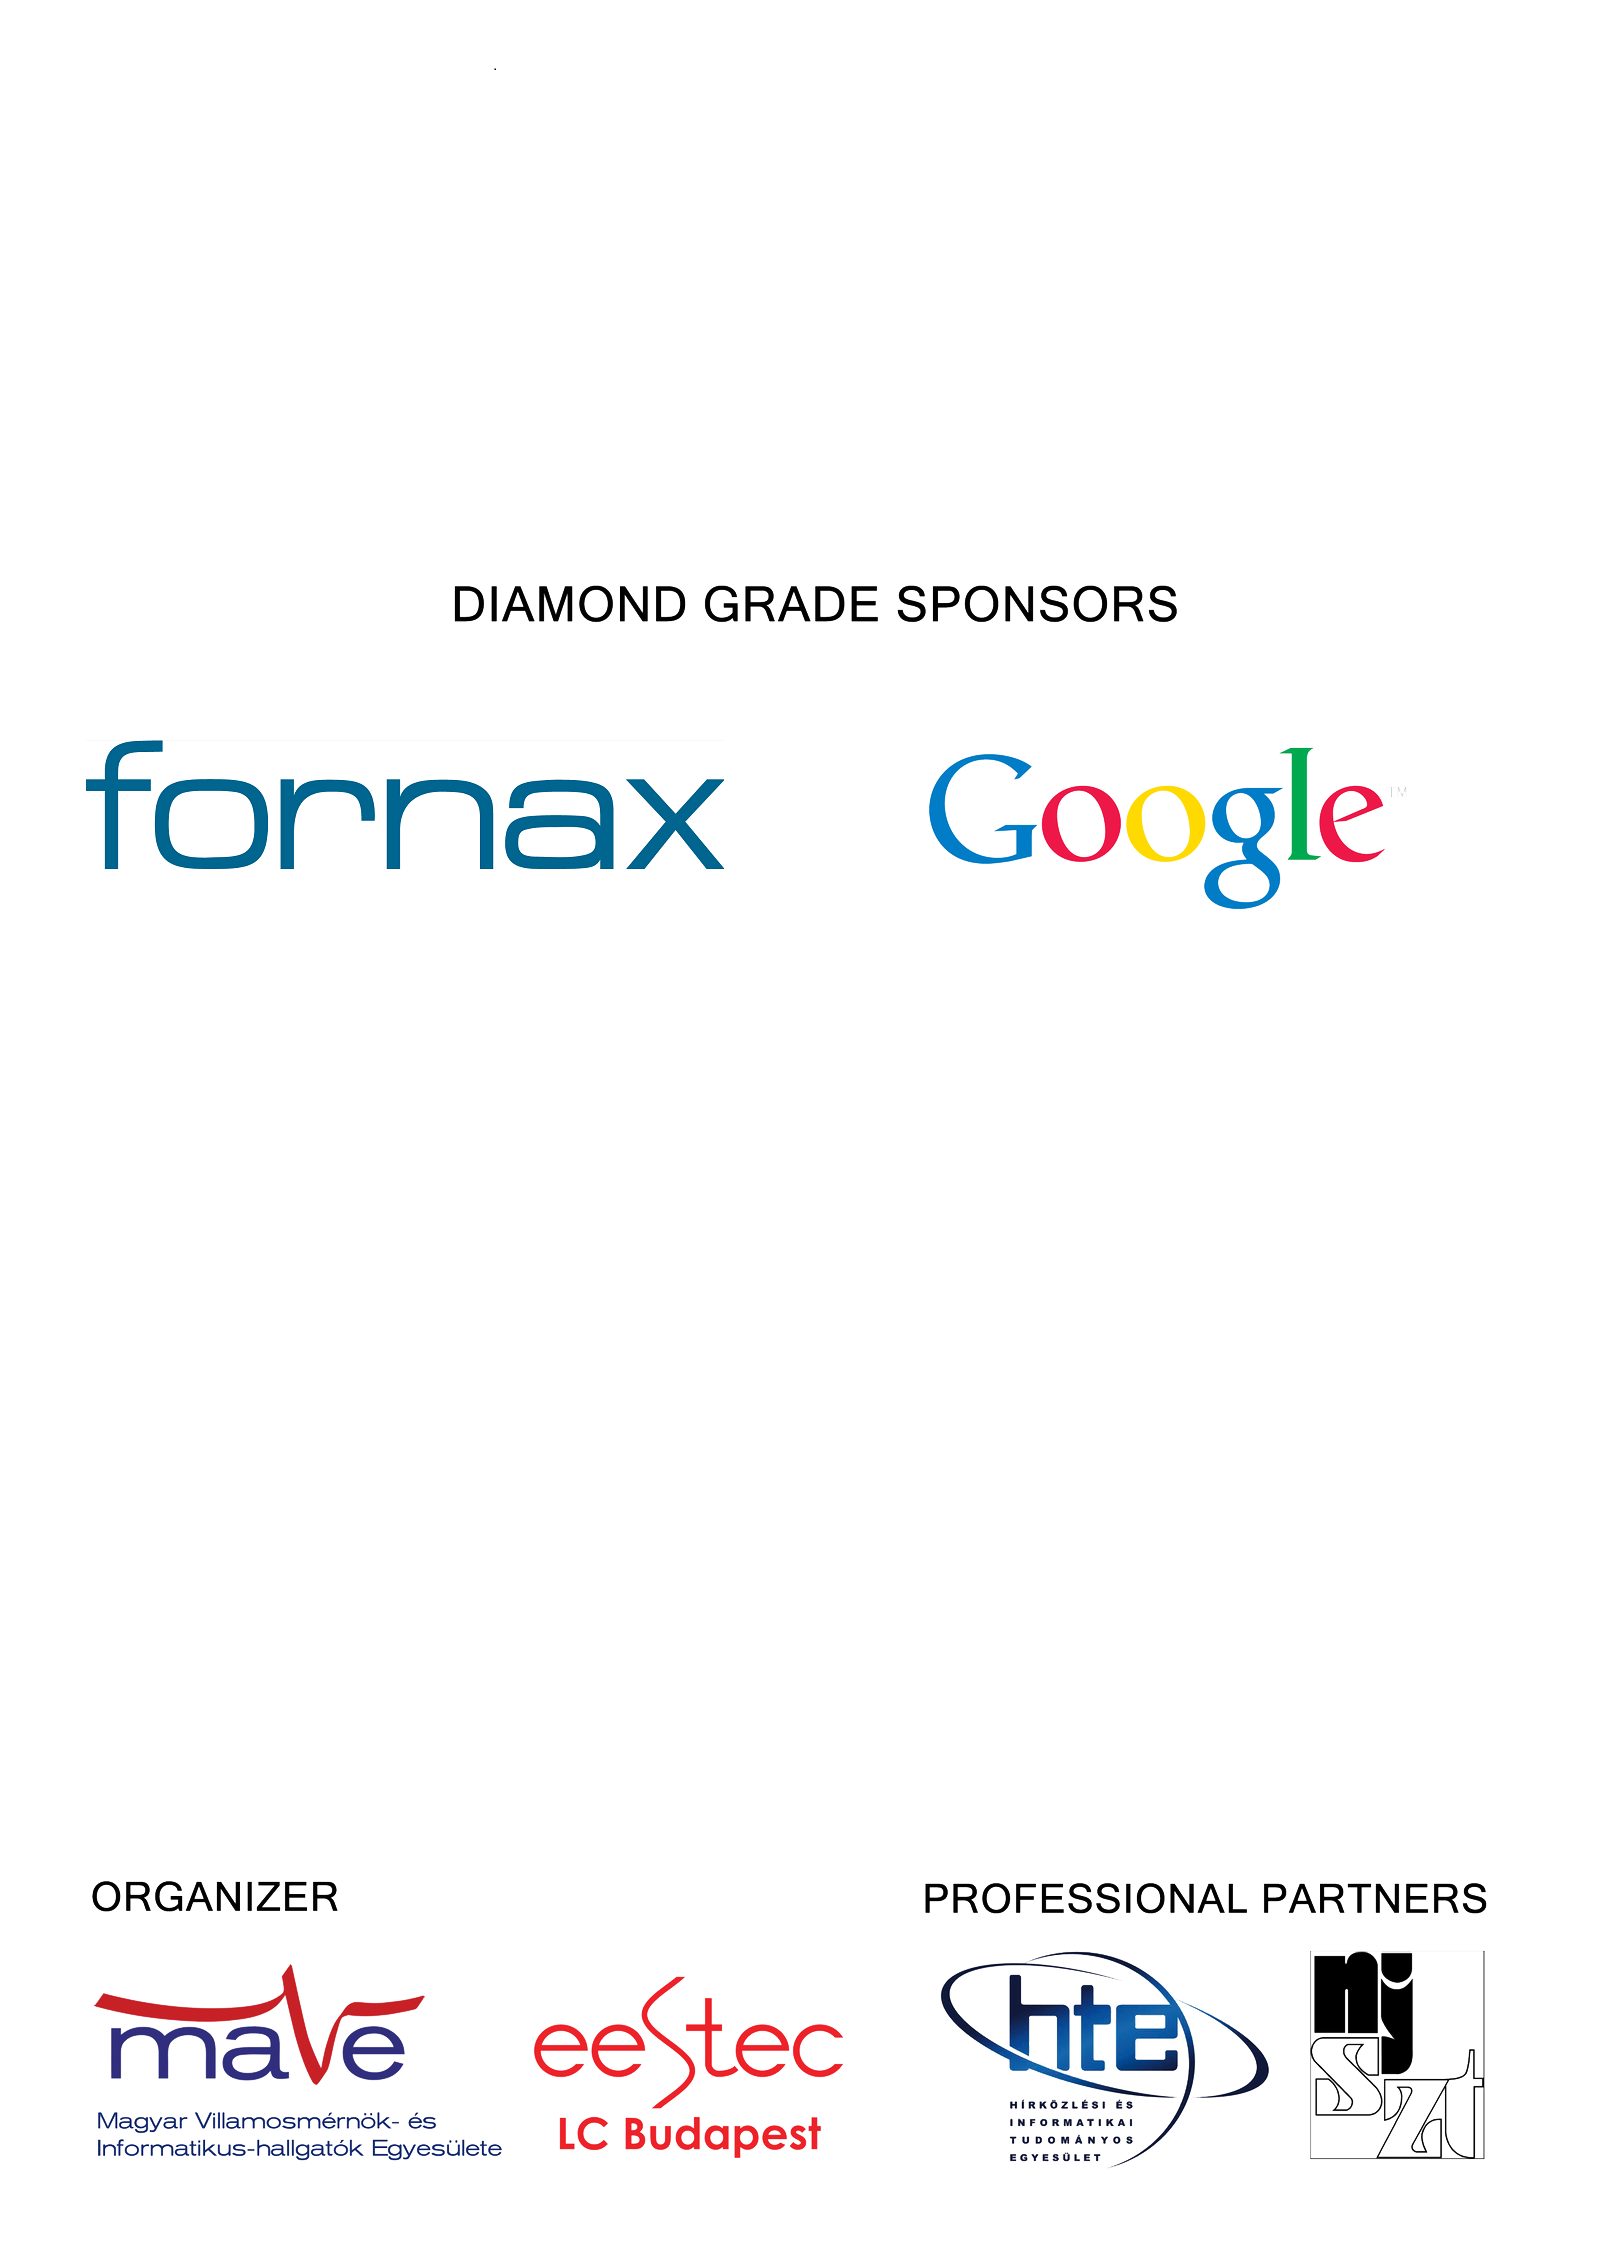 DIAMOND GRADE SPONSORS
fornax
Google™
ORGANIZER
mave
Magyar Villamosmérnök- és
Informatikus-hallgatók Egyesülete
eestec
LC Budapest
PROFESSIONAL PARTNERS
hte
HÍRKÖZLÉSI ÉS
INFORMATIKAI
TUDOMÁNYOS
EGYESÜLET
nj
szt